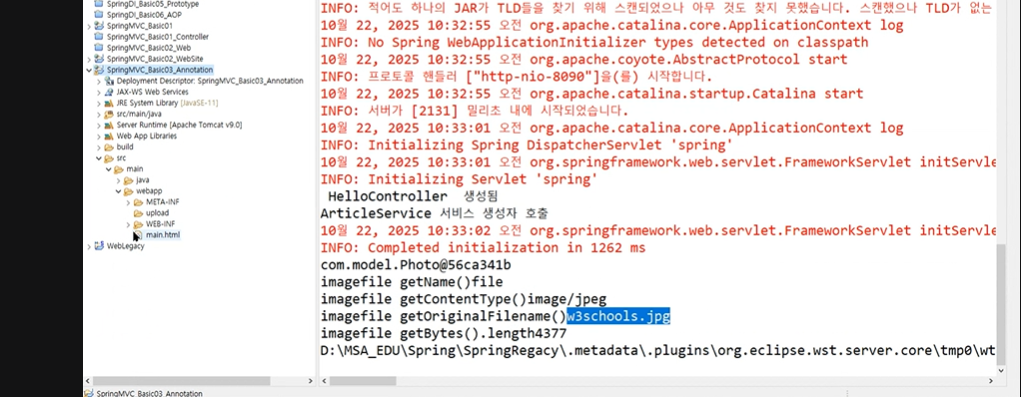 SpringDI_Basic05_Prototype
SpringDI_Basic06_AOP
SpringMVC_Basic01
SpringMVC_Basic01_Controller
SpringMVC_Basic02_Web
SpringMVC_Basic02_WebSite
SpringMVC_Basic03_Annotation
Deployment Descriptor: SpringMVC_Basic03_Annotation
JAX-WS Web Services
JRE System Library [JavaSE-11]
src/main/java
Server Runtime [Apache Tomcat v9.0]
Web App Libraries
build
src
main
java
webapp
META-INF
upload
WEB-INF
main.html
WebLegacy
INFO: 적어도 하나의 JAR가 TLD들을 찾기 위해 스캔되었으나 아무 것도 찾지 못했습니다. 스캔했으나 TLD가 없는
10월 22, 2025 10:32:55 오전 org.apache.catalina.core.ApplicationContext log
INFO: No Spring WebApplicationInitializer types detected on classpath
10월 22, 2025 10:32:55 오전 org.apache.coyote.AbstractProtocol start
INFO: 프로토콜 핸들러 ["http-nio-8090"]을(를) 시작합니다.
10월 22, 2025 10:32:55 오전 org.apache.catalina.startup.Catalina start
INFO: 서버가 [2131] 밀리초 내에 시작되었습니다.
10월 22, 2025 10:33:01 오전 org.apache.catalina.core.ApplicationContext log
INFO: Initializing Spring DispatcherServlet 'spring'
10월 22, 2025 10:33:01 오전 org.springframework.web.servlet.FrameworkServlet initServle
INFO: Initializing Servlet 'spring'
HelloController 생성됨
ArticleService 서비스 생성자 호출
10월 22, 2025 10:33:02 오전 org.springframework.web.servlet.FrameworkServlet initServle
INFO: Completed initialization in 1262 ms
com.model.Photo@56ca341b
imagefile getName()file
imagefile getContentType()image/jpeg
imagefile getOriginalFilename()w3schools.jpg
imagefile getBytes().length4377
D:\MSA_EDU\Spring\SpringRegacy\.metadata\.plugins\org.eclipse.wst.server.core\tmp0\wt
SpringMVC_Basic03_Annotation